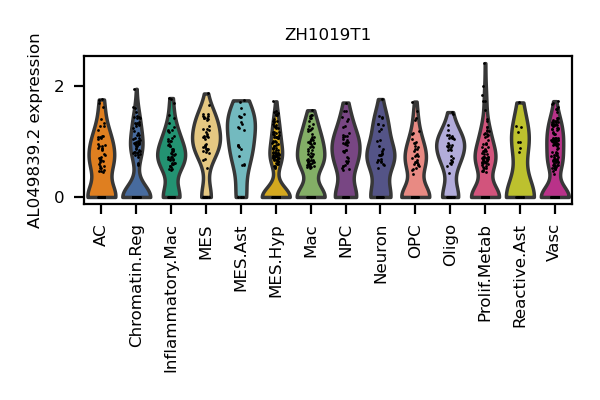 ZH1019T1
AL049839.2 expression
2
0
AC
Chromatin.Reg
Inflammatory.Mac
MES
MES.Ast
MES.Hyp
Mac
NPC
Neuron
OPC
Oligo
Prolif.Metab
Reactive.Ast
Vasc